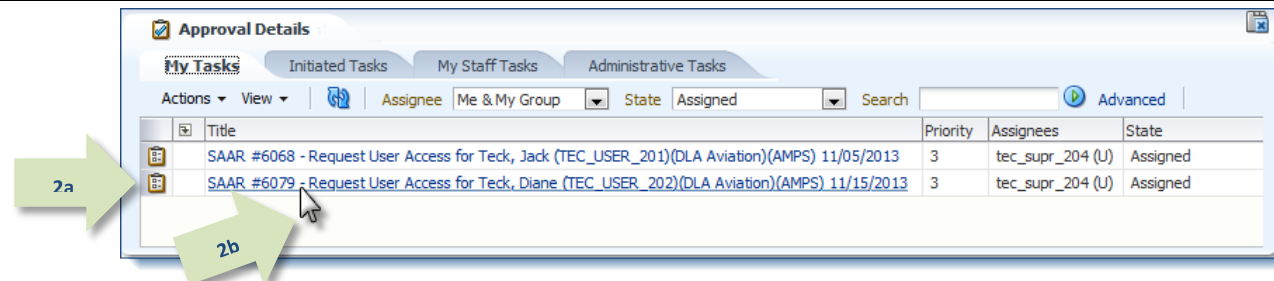 Approval Details
My Tasks Initiated Tasks My Staff Tasks Administrative Tasks
Actions View Assignee Me & My Group State Assigned Search Advanced
Title Priority Assignees State
SAAR #6068 - Request User Access for Teck, Jack (TEC_USER_201)(DLA Aviation)(AMPS) 11/05/2013 3 tec_supr_204 (U) Assigned
2a
SAAR #6079 - Request User Access for Teck, Diane (TEC_USER_202)(DLA Aviation)(AMPS) 11/15/2013 3 tec_supr_204 (U) Assigned
2b